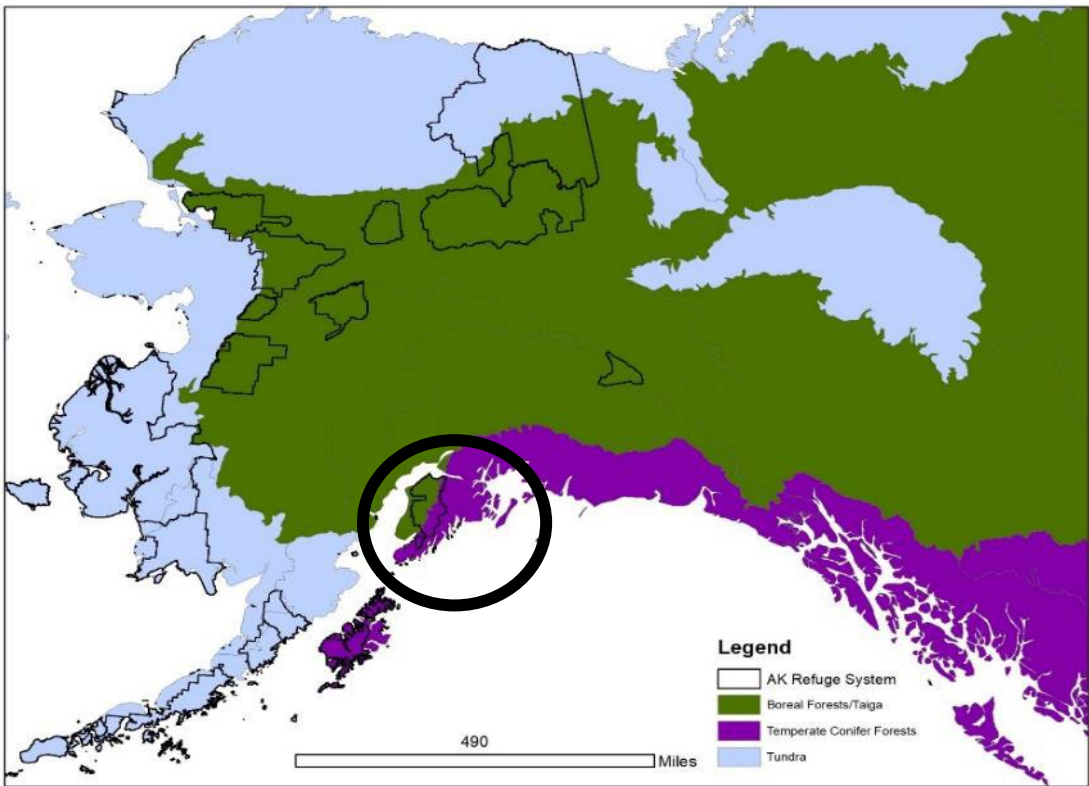 Legend
AK Refuge System
Boreal Forests/Taiga
Temperate Conifer Forests
Tundra
490
Miles